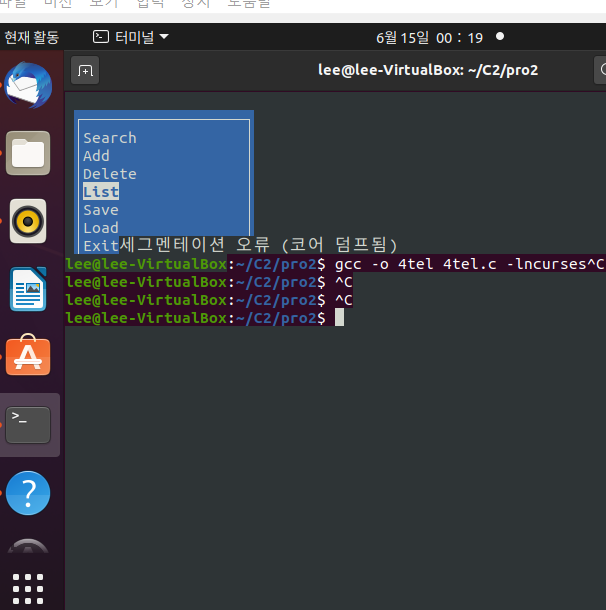 파일 머신 보기 입력 장치 도움말
현재 활동
터미널
6월 15일 00 : 19
lee@lee-VirtualBox: ~/C2/pro2
Search
Add
Delete
List
Save
Load
Exit세그멘테이션 오류 (코어 덤프됨)
lee@lee-VirtualBox:~/C2/pro2$ gcc -o 4tel 4tel.c -lncurses^C
lee@lee-VirtualBox:~/C2/pro2$ ^C
lee@lee-VirtualBox:~/C2/pro2$ ^C
lee@lee-VirtualBox:~/C2/pro2$